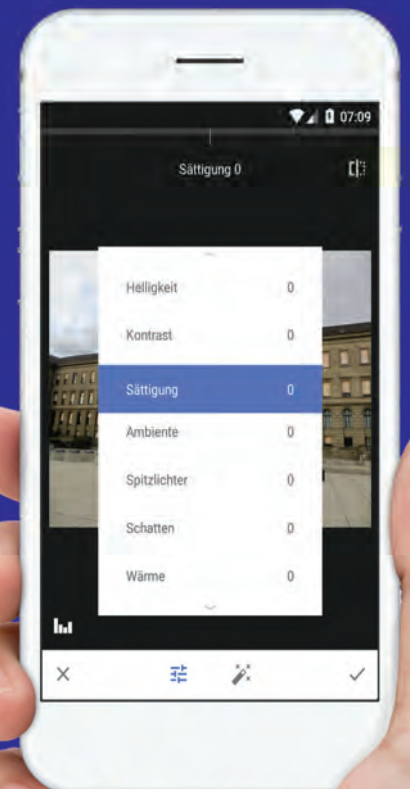 07:09
Sättigung 0
Helligkeit 0
Kontrast 0
Sättigung 0
Ambiente 0
Spitzlichter 0
Schatten 0
Wärme 0